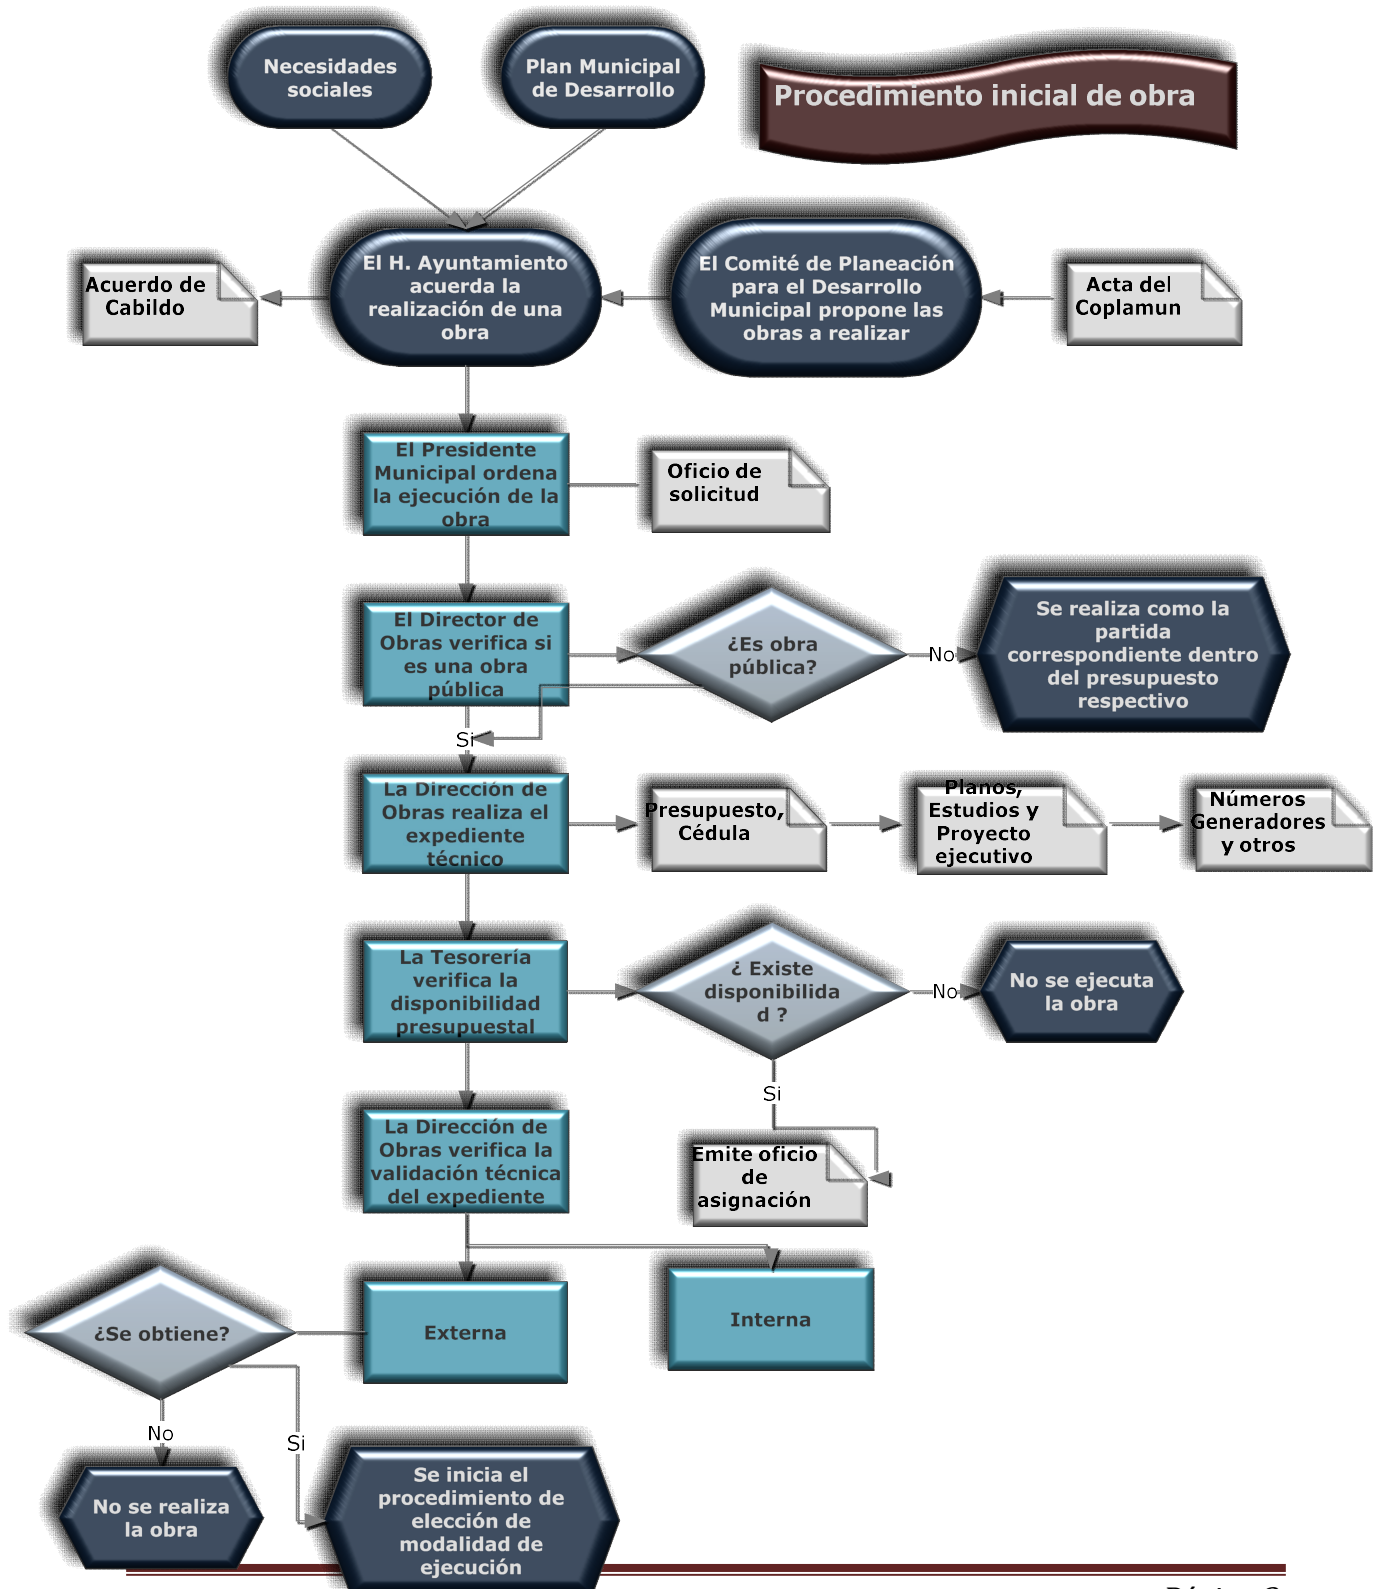 Necesidades
sociales
Plan Municipal
de Desarrollo
Procedimiento inicial de obra
Acuerdo de
Cabildo
El H. Ayuntamiento
acuerda la
realización de una
obra
El Comité de Planeación
para el Desarrollo
Municipal propone las
obras a realizar
Acta del
Coplamun
El Presidente
Municipal ordena
la ejecución de la
obra
Oficio de
solicitud
El Director de
Obras verifica si
es una obra
pública
¿Es obra
pública?
No
Se realiza como la
partida
correspondiente dentro
del presupuesto
respectivo
Si
La Dirección de
Obras realiza el
expediente
técnico
Presupuesto,
Cédula
Planos,
Estudios y
Proyecto
ejecutivo
Números
Generadores
y otros
La Tesorería
verifica la
disponibilidad
presupuestal
¿ Existe
disponibilida
d ?
No
No se ejecuta
la obra
Si
La Dirección de
Obras verifica la
validación técnica
del expediente
Emite oficio
de
asignación
¿Se obtiene?
Externa
Interna
No
Si
No se realiza
la obra
Se inicia el
procedimiento de
elección de
modalidad de
ejecución